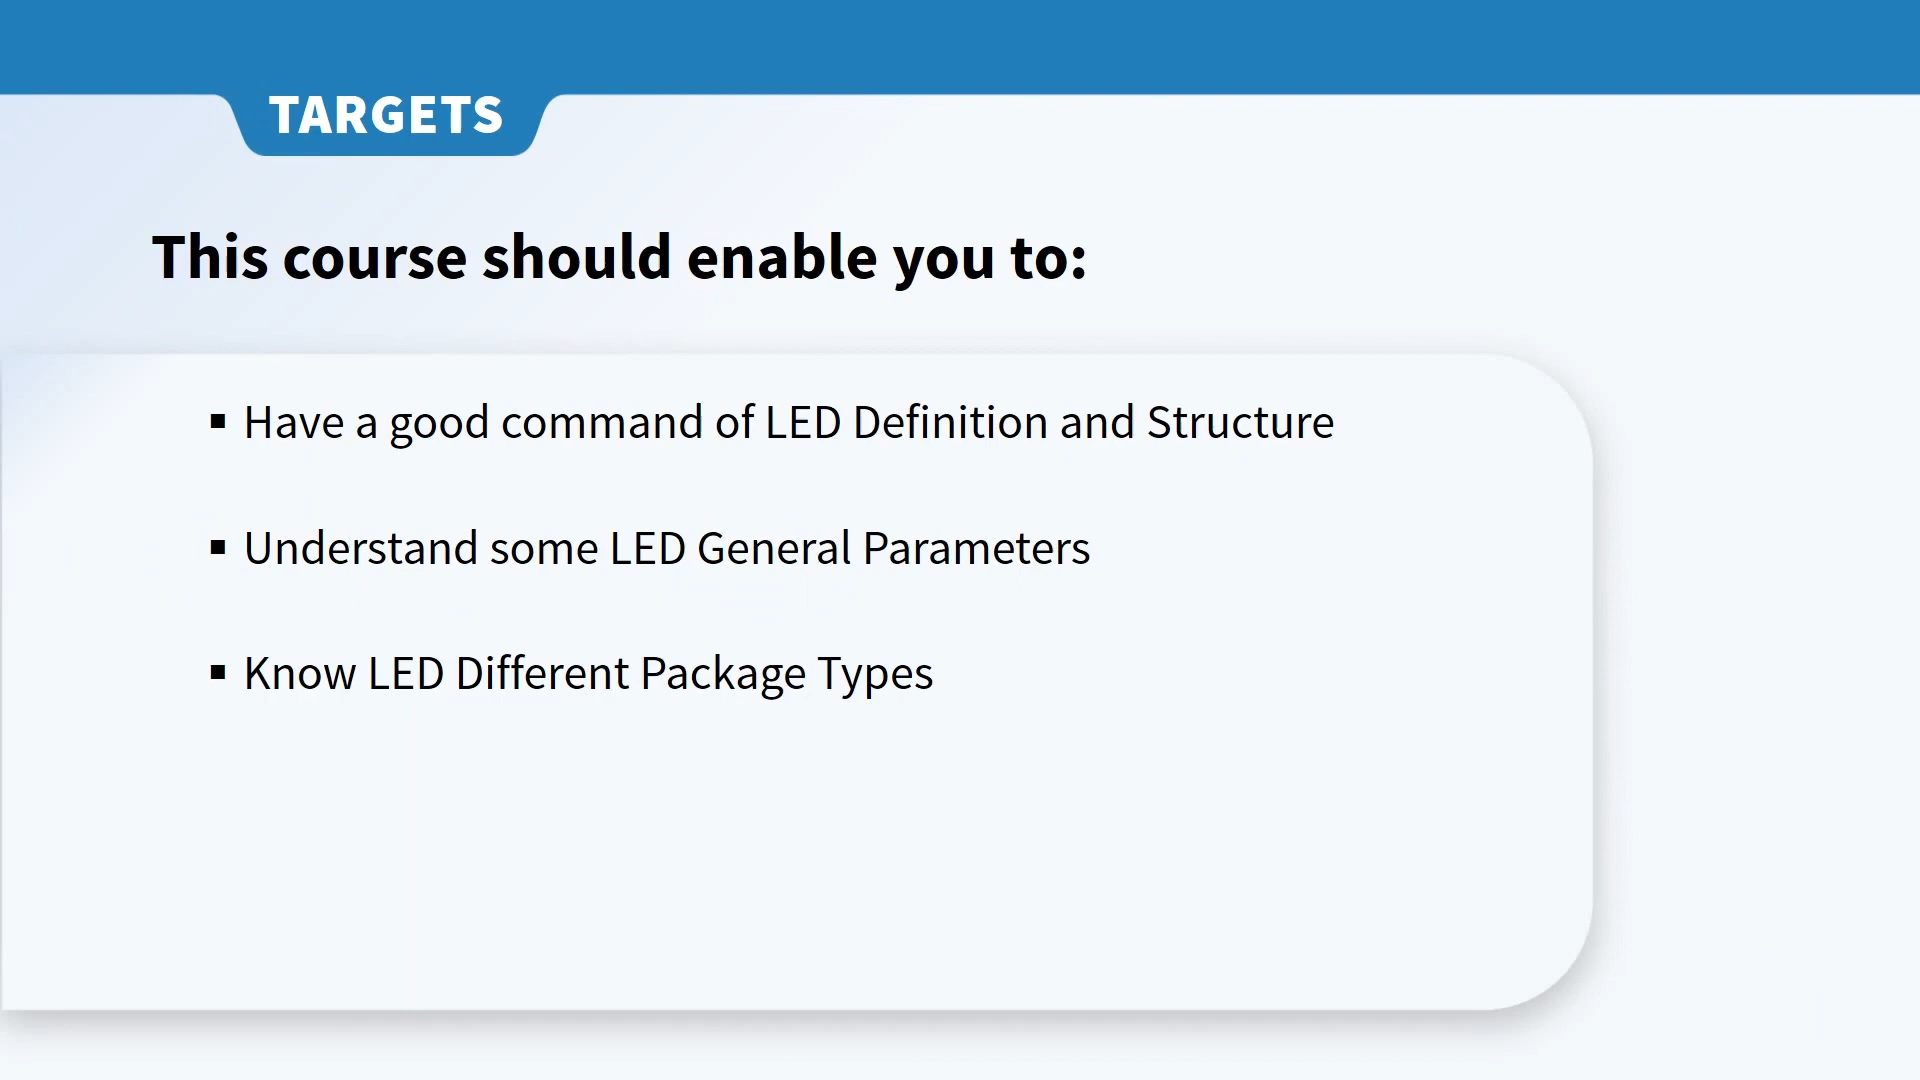 TARGETS
This course should enable you to:
▪ Have a good command of LED Definition and Structure
▪ Understand some LED General Parameters
▪ Know LED Different Package Types